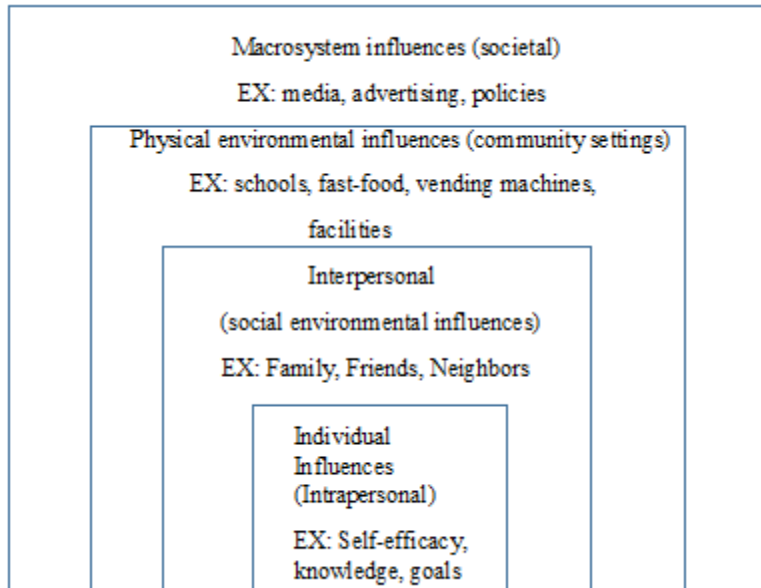 Macrosystem influences (societal)
EX: media, advertising, policies
Physical environmental influences (community settings)
EX: schools, fast-food, vending machines,
facilities
Interpersonal
(social environmental influences)
EX: Family, Friends, Neighbors
Individual
Influences
(Intrapersonal)
EX: Self-efficacy,
knowledge, goals